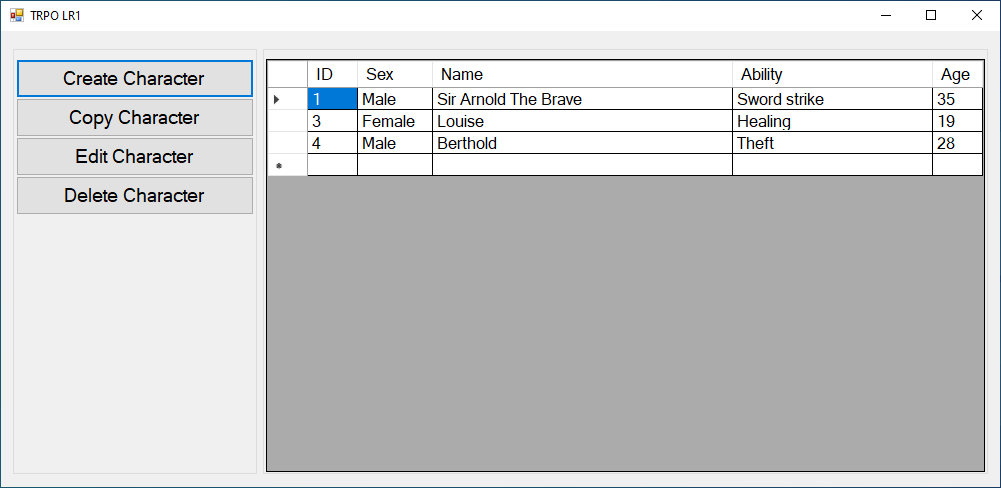 TRPO LR1
Create Character
Copy Character
Edit Character
Delete Character
ID Sex Name Ability Age
1 Male Sir Arnold The Brave Sword strike 35
3 Female Louise Healing 19
4 Male Berthold Theft 28
*